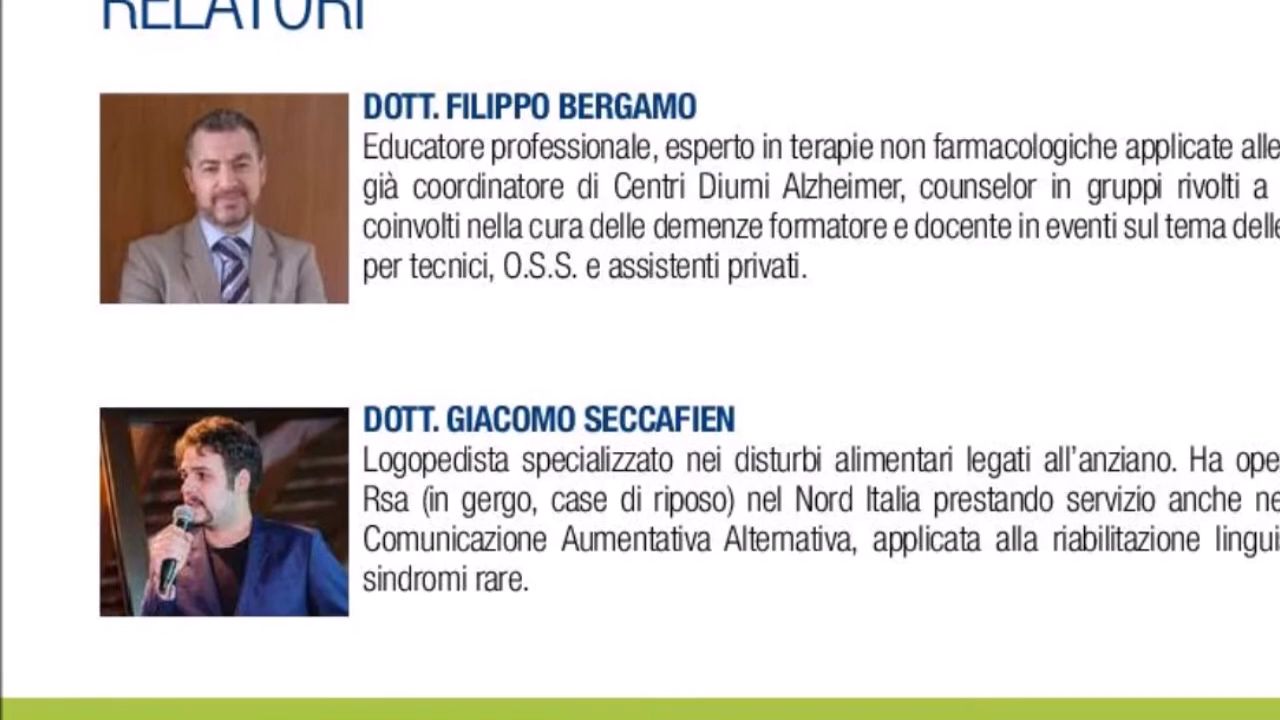 RELATORI
DOTT. FILIPPO BERGAMO
Educatore professionale, esperto in terapie non farmacologiche applicate alle
già coordinatore di Centri Diurni Alzheimer, counselor in gruppi rivolti a
coinvolti nella cura delle demenze formatore e docente in eventi sul tema delle
per tecnici, O.S.S. e assistenti privati.
DOTT. GIACOMO SECCAFIEN
Logopedista specializzato nei disturbi alimentari legati all'anziano. Ha ope
Rsa (in gergo, case di riposo) nel Nord Italia prestando servizio anche ne
Comunicazione Aumentativa Alternativa, applicata alla riabilitazione lingui
sindromi rare.